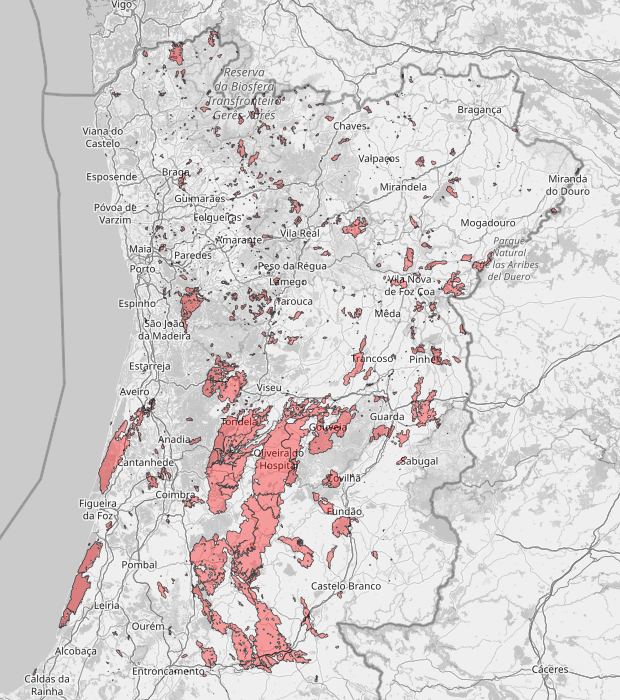 Vigo
Reserva
da Biosfera
Transfronteira
Gerês-Xurés
Bragança
Chaves
Viana do
Castelo
Valpaços
Braga
Esposende
Miranda
do Douro
Mirandela
Guimarães
Póvoa de
Varzim
Felgueiras
Mogadouro
Vila Real
Amarante
Parque
Natural
de las Arribes
del Duero
Maia
Porto
Paredes
Peso da Régua
Lamego
Vila Nova
de Foz Coa
Espinho
Tarouca
Mêda
São João
da Madeira
Trancoso
Pinhel
Estarreja
Viseu
Aveiro
Guarda
Tondela
Gouveia
Anadia
Oliveira do
Hospital
Cantanhede
Sabugal
Covilhã
Coimbra
Figueira
da Foz
Fundão
Pombal
Castelo Branco
Leiria
Ourém
Alcobaça
Entroncamento
Cáceres
Caldas da
Rainha